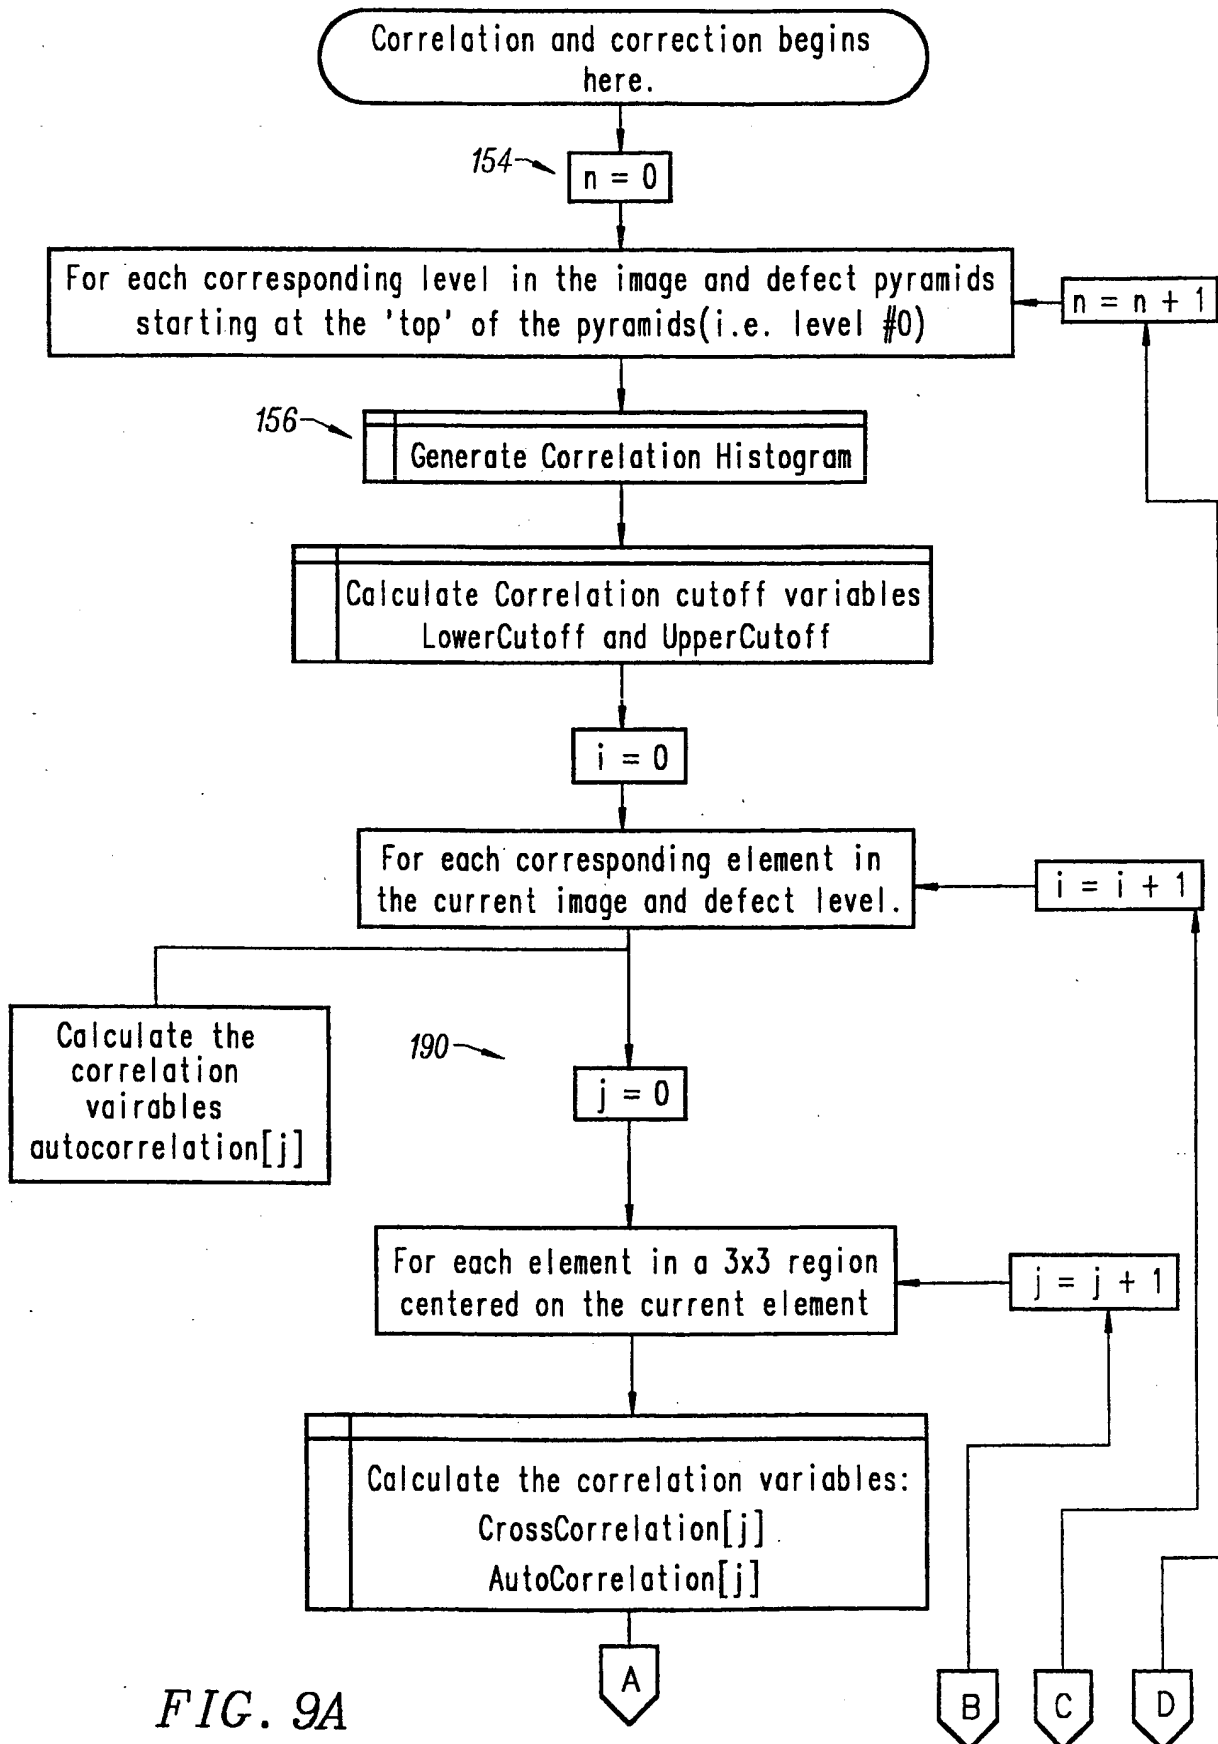 Correlation and correction begins
here.
154
n = 0
For each corresponding level in the image and defect pyramids
starting at the 'top' of the pyramids(i.e. level #0)
n = n + 1
156
Generate Correlation Histogram
Calculate Correlation cutoff variables
LowerCutoff and UpperCutoff
i = 0
For each corresponding element in
the current image and defect level.
i = i + 1
Calculate the
correlation
vairables
autocorrelation[j]
190
j = 0
For each element in a 3x3 region
centered on the current element
j = j + 1
Calculate the correlation variables:
CrossCorrelation[j]
AutoCorrelation[j]
A
B
C
D
FIG. 9A